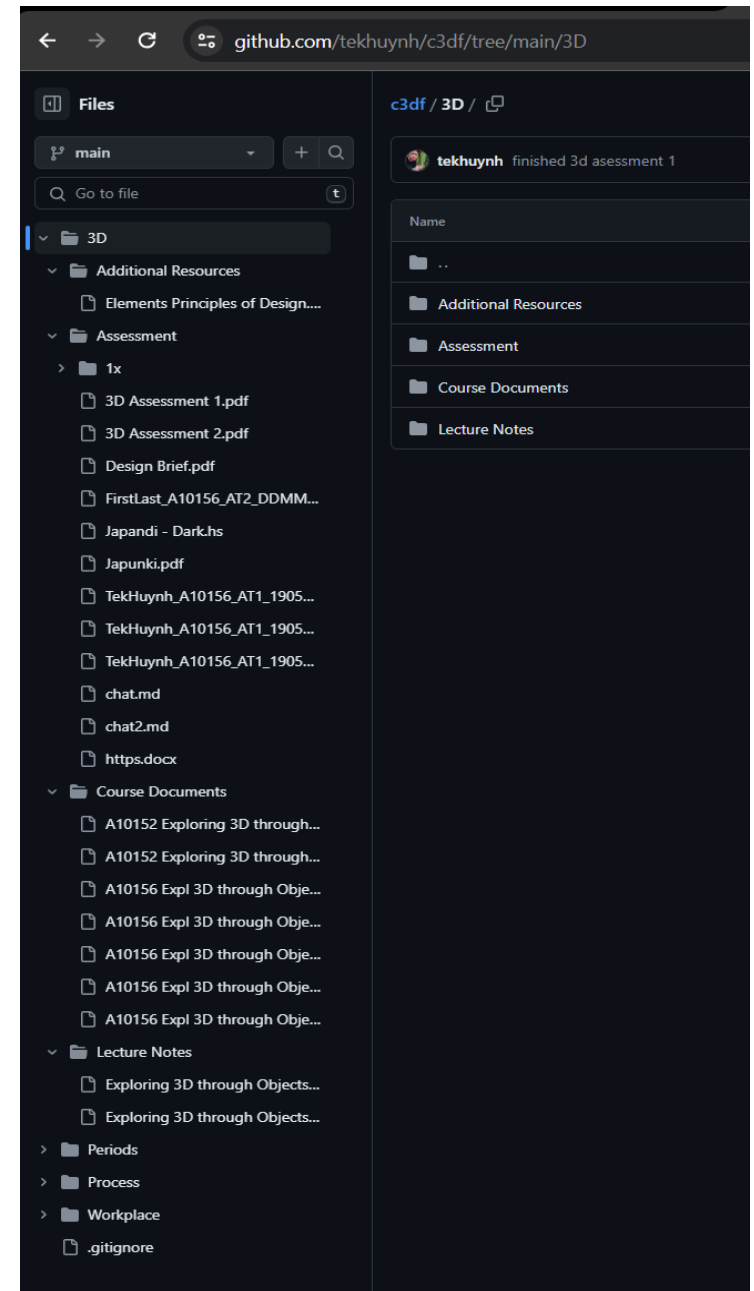 github.com/tekhuynh/c3df/tree/main/3D
Files
main
Go to file
t
3D
Additional Resources
Elements Principles of Design....
Assessment
1x
3D Assessment 1.pdf
3D Assessment 2.pdf
Design Brief.pdf
FirstLast_A10156_AT2_DDMM...
Japandi - Dark.hs
Japunki.pdf
TekHuynh_A10156_AT1_1905...
TekHuynh_A10156_AT1_1905...
TekHuynh_A10156_AT1_1905...
chat.md
chat2.md
https.docx
Course Documents
A10152 Exploring 3D through...
A10152 Exploring 3D through...
A10156 Expl 3D through Obje...
A10156 Expl 3D through Obje...
A10156 Expl 3D through Obje...
A10156 Expl 3D through Obje...
A10156 Expl 3D through Obje...
Lecture Notes
Exploring 3D through Objects...
Exploring 3D through Objects...
Periods
Process
Workplace
.gitignore
c3df / 3D /
tekhuynh finished 3d asessment 1
Name
..
Additional Resources
Assessment
Course Documents
Lecture Notes